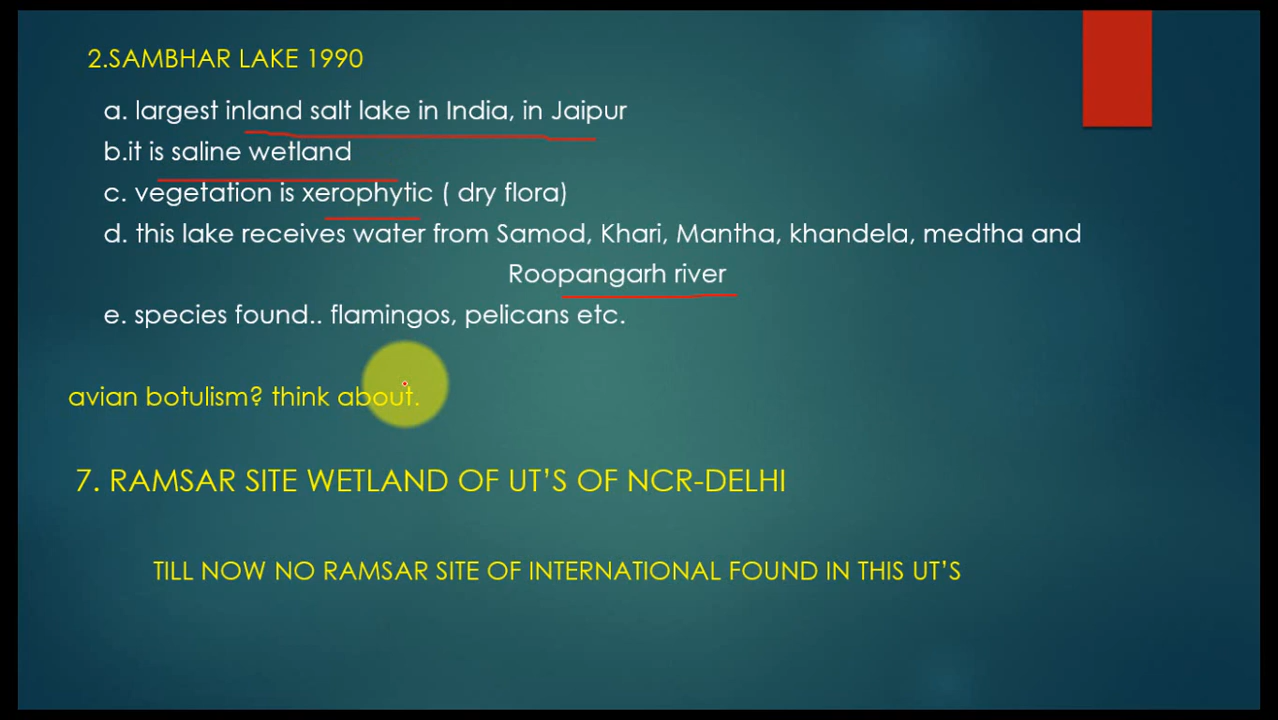 2.SAMBHAR LAKE 1990
a. largest inland salt lake in India, in Jaipur
b.it is saline wetland
c. vegetation is xerophytic ( dry flora)
d. this lake receives water from Samod, Khari, Mantha, khandela, medtha and
Roopangarh river
e. species found.. flamingos, pelicans etc.
avian botulism? think about.
7. RAMSAR SITE WETLAND OF UT’S OF NCR-DELHI
TILL NOW NO RAMSAR SITE OF INTERNATIONAL FOUND IN THIS UT’S